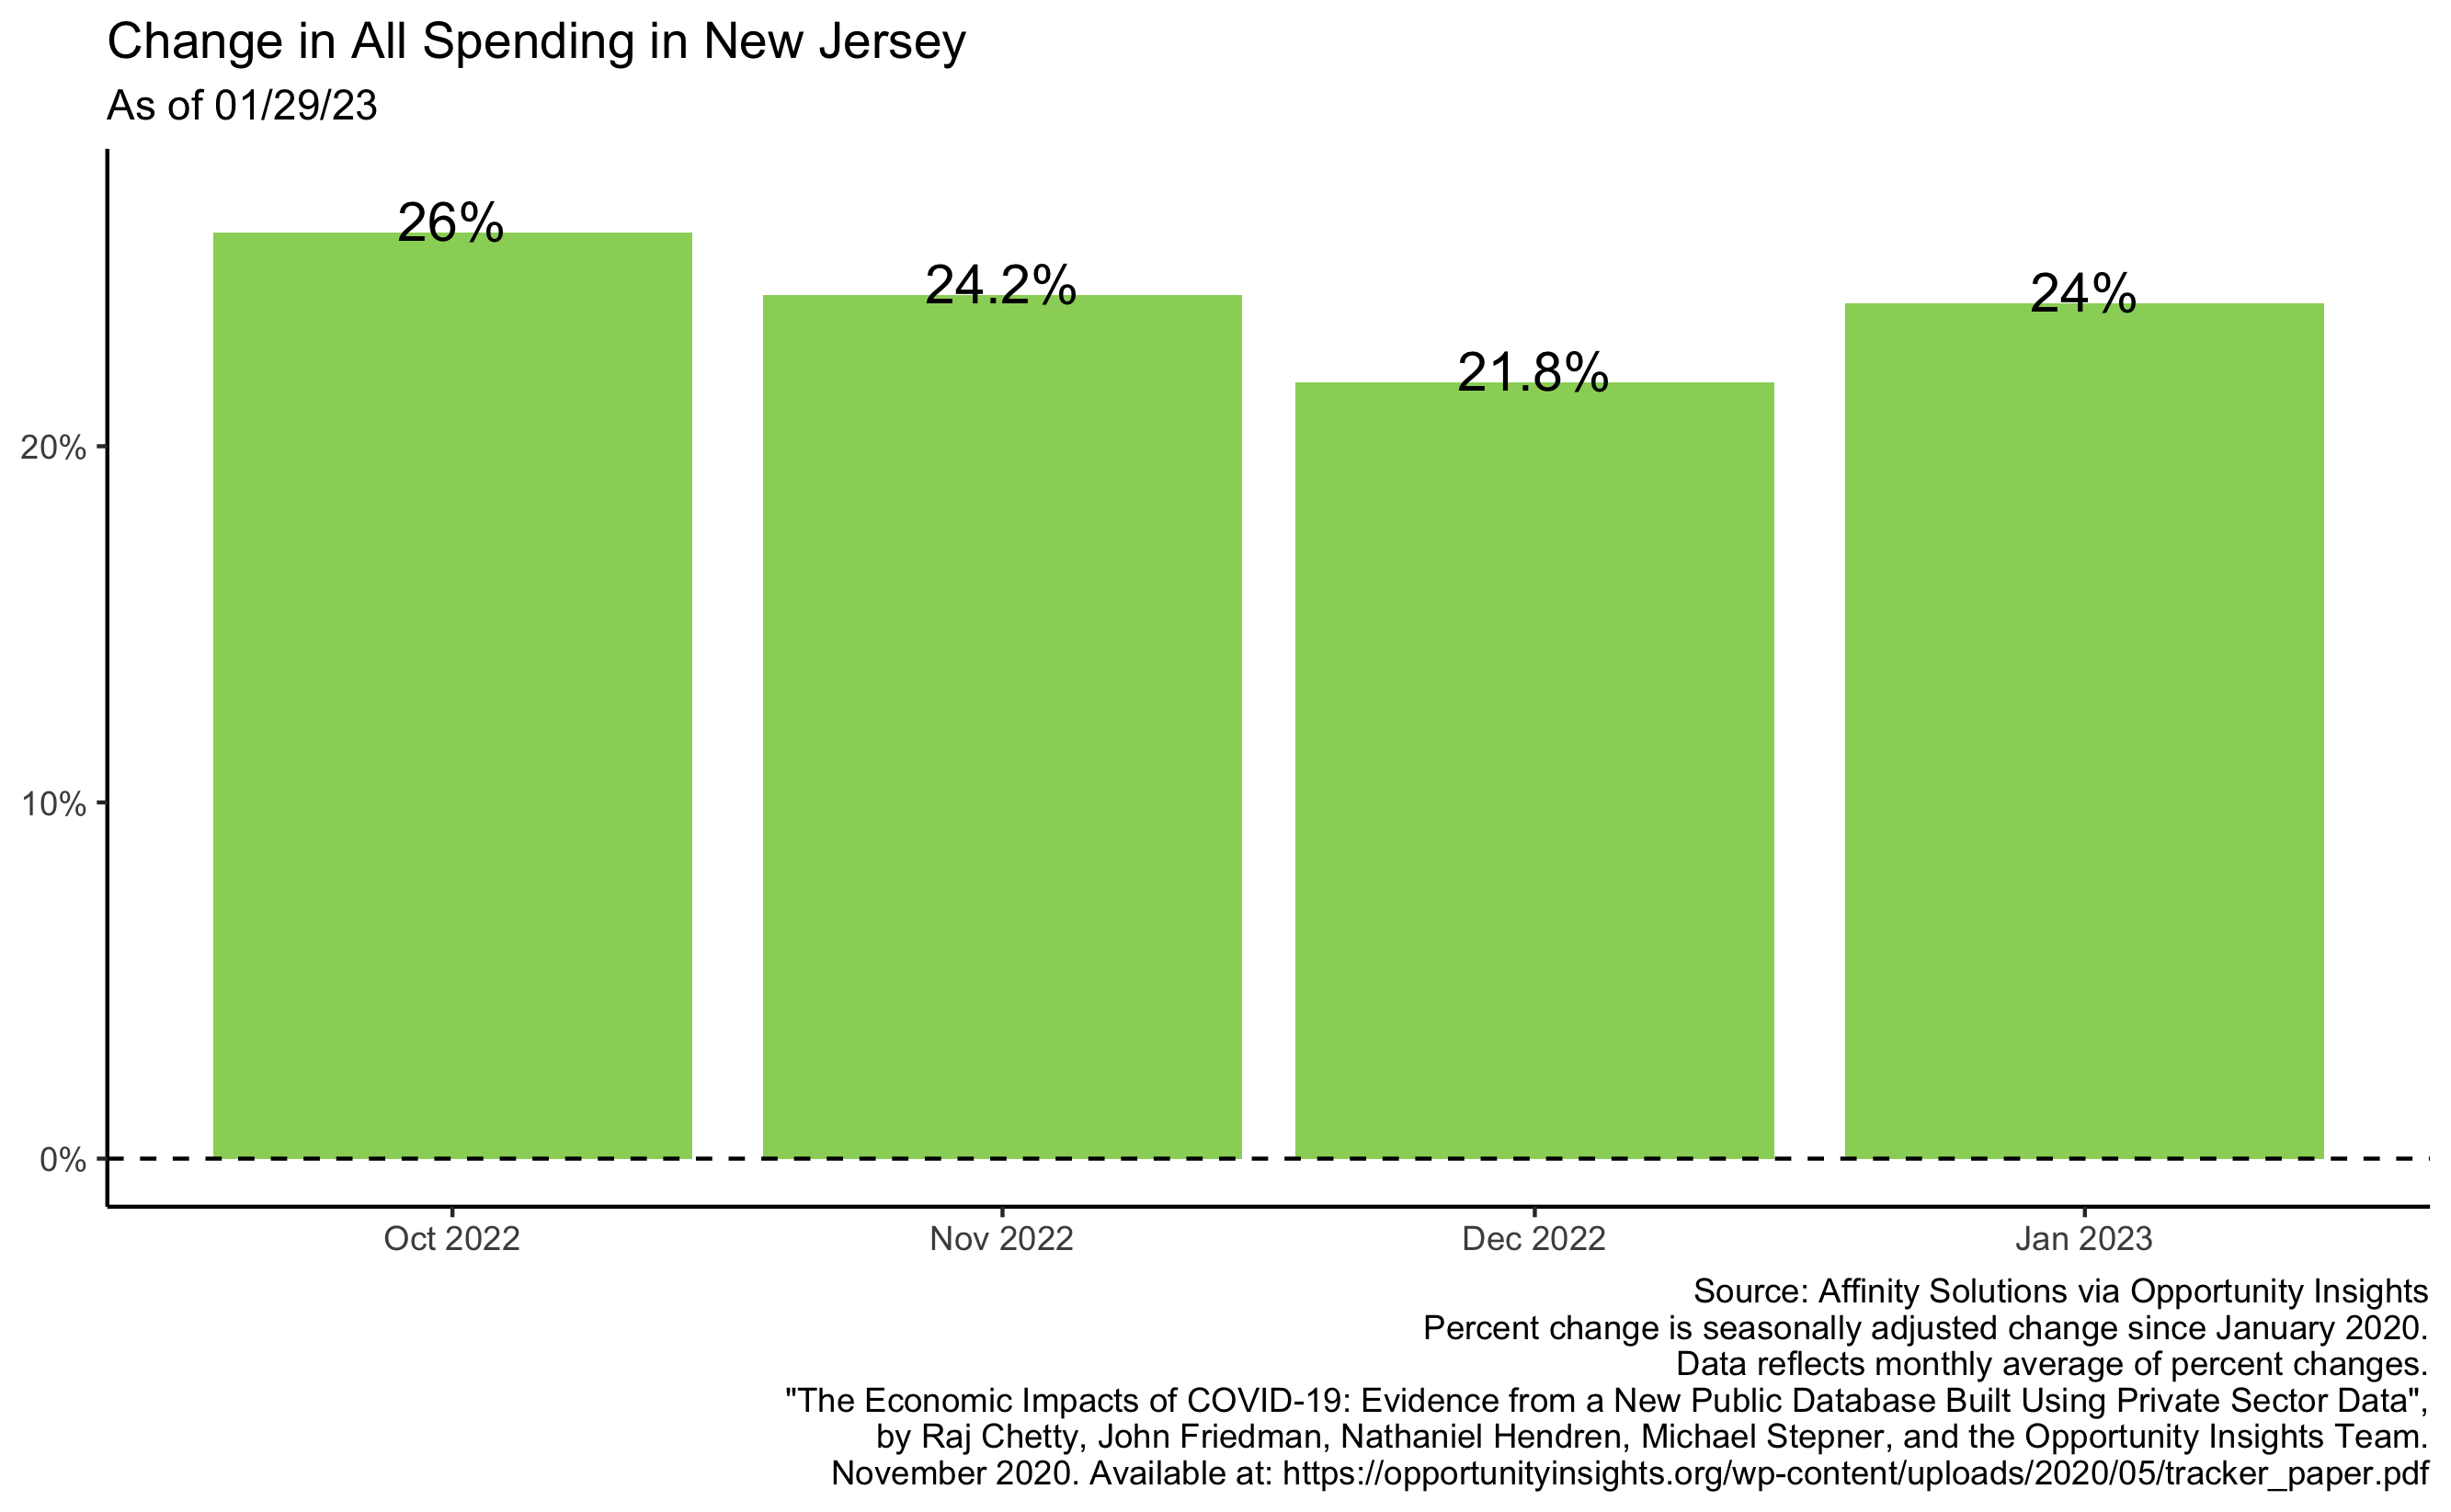 Change in All Spending in New Jersey
As of 01/29/23
26%
24.2%
21.8%
24%
20%
10%
0%
Oct 2022
Nov 2022
Dec 2022
Jan 2023
Source: Affinity Solutions via Opportunity Insights
Percent change is seasonally adjusted change since January 2020.
Data reflects monthly average of percent changes.
"The Economic Impacts of COVID-19: Evidence from a New Public Database Built Using Private Sector Data",
by Raj Chetty, John Friedman, Nathaniel Hendren, Michael Stepner, and the Opportunity Insights Team.
November 2020. Available at: https://opportunityinsights.org/wp-content/uploads/2020/05/tracker_paper.pdf